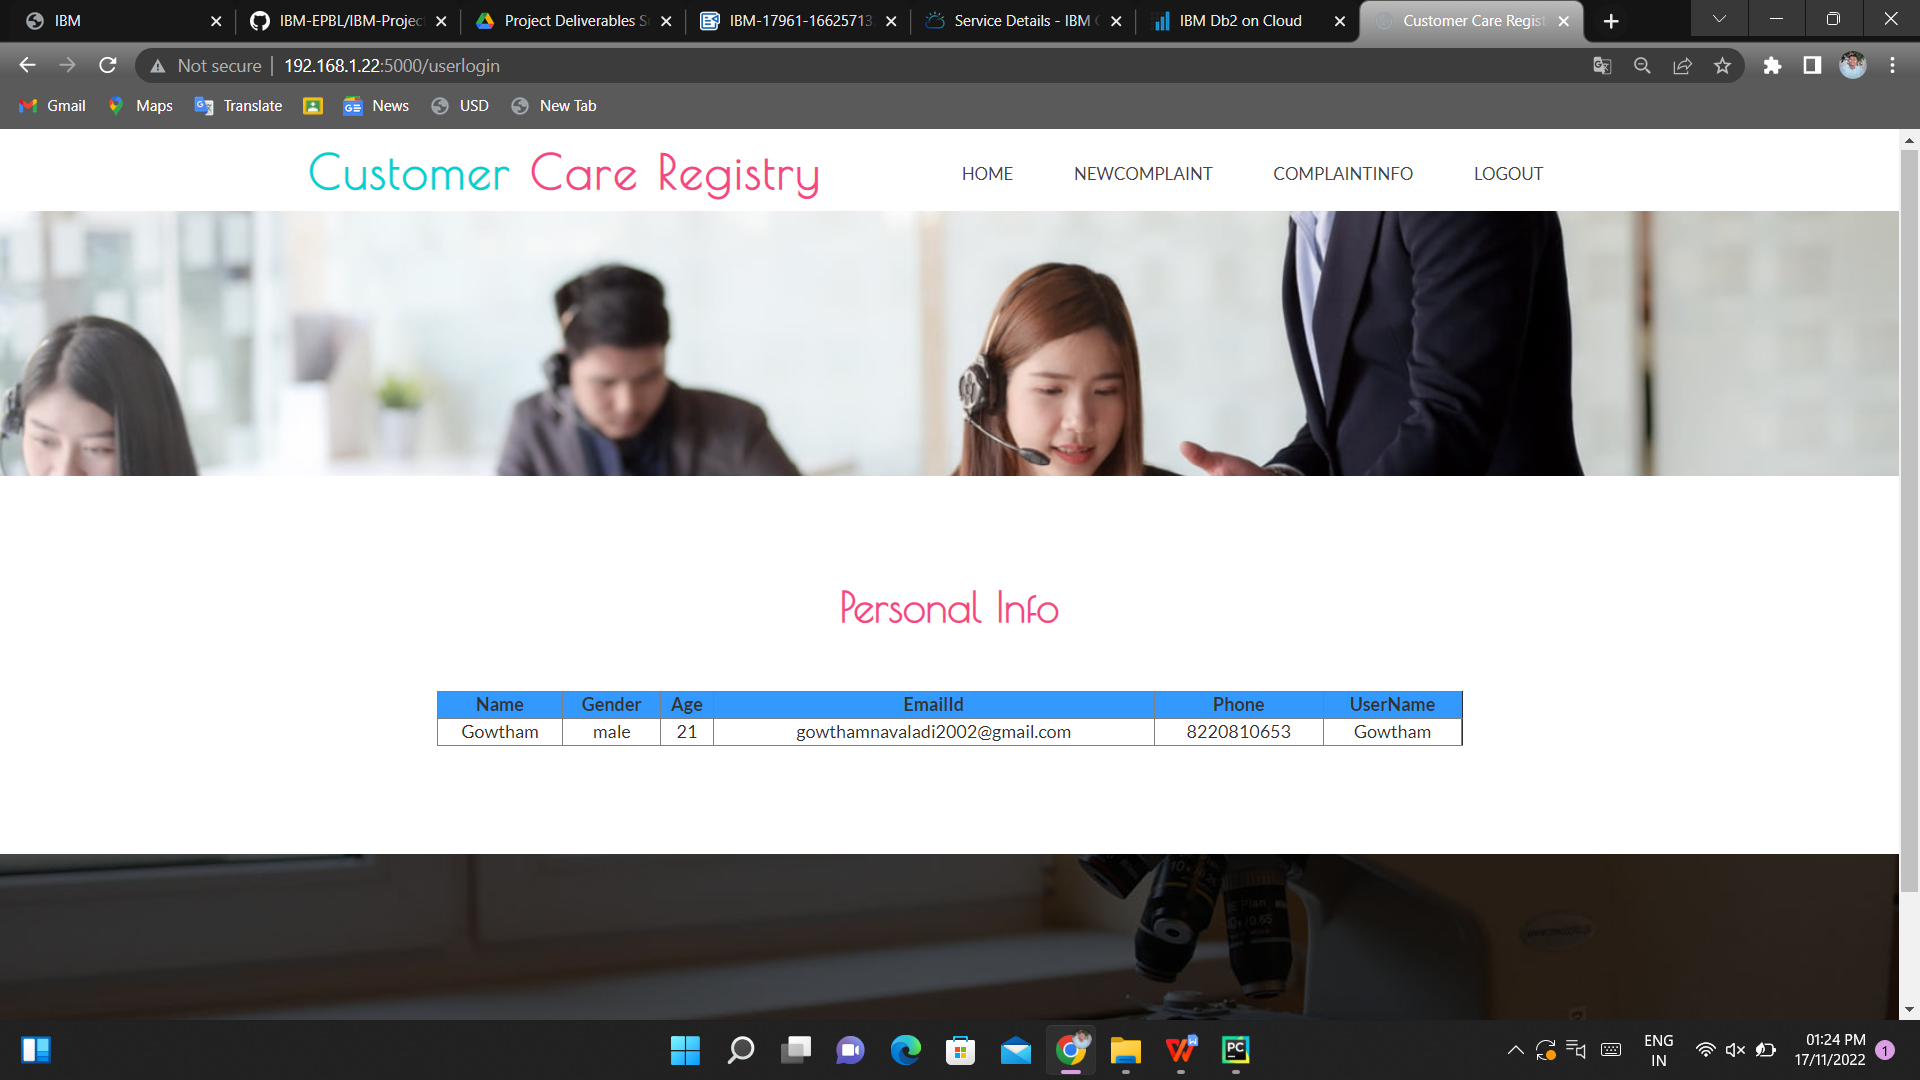 IBM
IBM-EPBL/IBM-Projec
Project Deliverables S
IBM-17961-16625713
Service Details - IBM
IBM Db2 on Cloud
Customer Care Regist
Not secure
192.168.1.22:5000/userlogin
Gmail
Maps
Translate
News
USD
New Tab
Customer Care Registry
HOME
NEWCOMPLAINT
COMPLAINTINFO
LOGOUT
Personal Info
Name Gender Age EmailId Phone UserName
Gowtham male 21 gowthamnavaladi2002@gmail.com 8220810653 Gowtham
ENG
IN
01:24 PM
17/11/2022
1